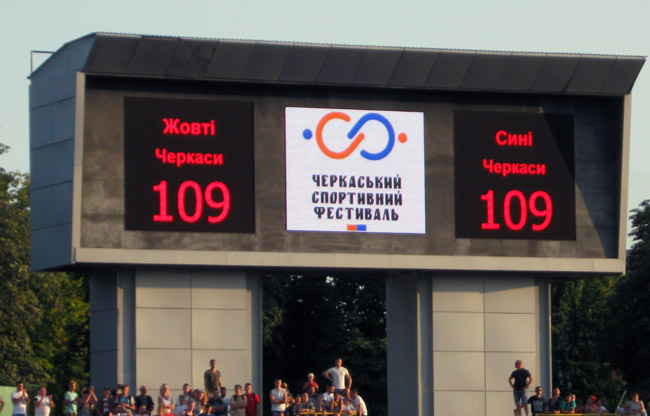 Жовті
Черкаси
109
ЧЕРКАСЬКИЙ
СПОРТИВНИЙ
ФЕСТИВАЛЬ
Сині
Черкаси
109